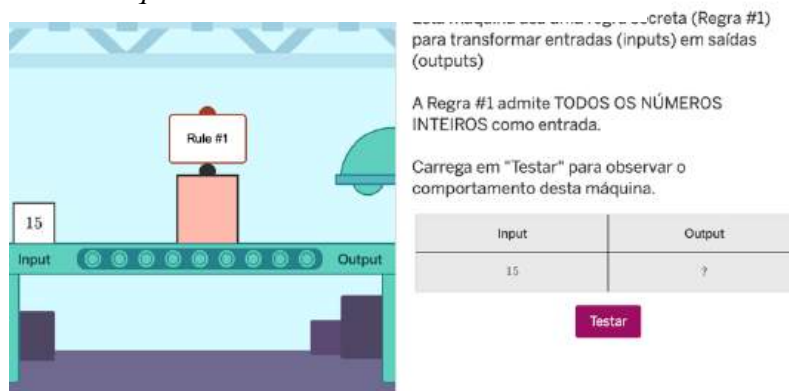 Rule #1
15
Input
Output
creta (Regra #1)
para transformar entradas (inputs) em saídas
(outputs)
A Regra #1 admite TODOS OS NÚMEROS
INTEIROS como entrada.
Carrega em "Testar" para observar o
comportamento desta máquina.
Input Output
15 ?
Testar